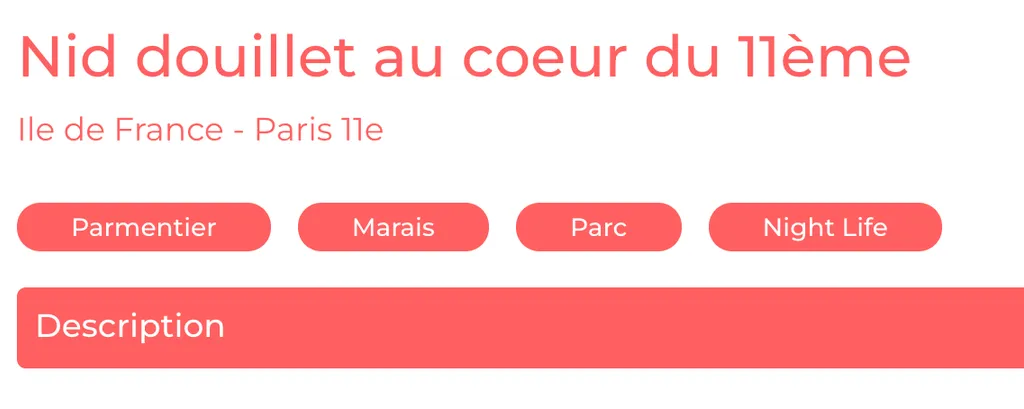 Nid douillet au coeur du 11ème
Ile de France - Paris 11e
Parmentier Marais Parc Night Life
Description